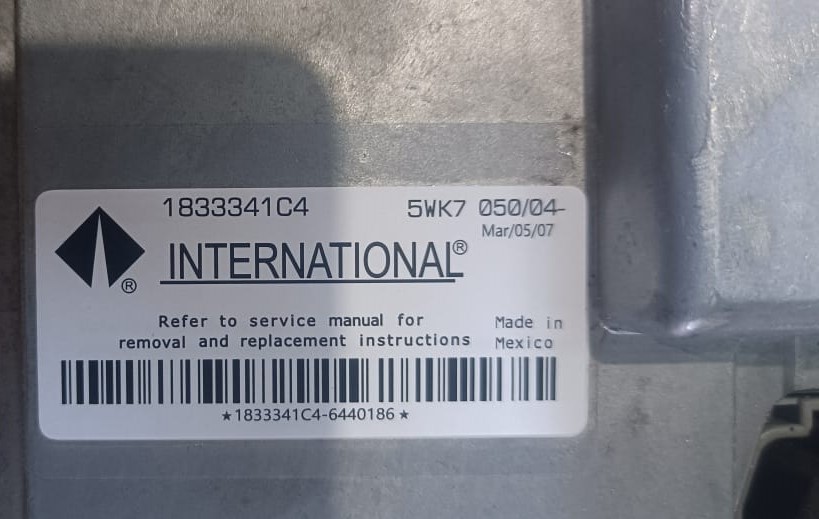 1833341C4 5WK7 050/04-
Mar/05/07
INTERNATIONAL®
®
Refer to service manual for
removal and replacement instructions
Made in
Mexico
★1833341C4-6440186★